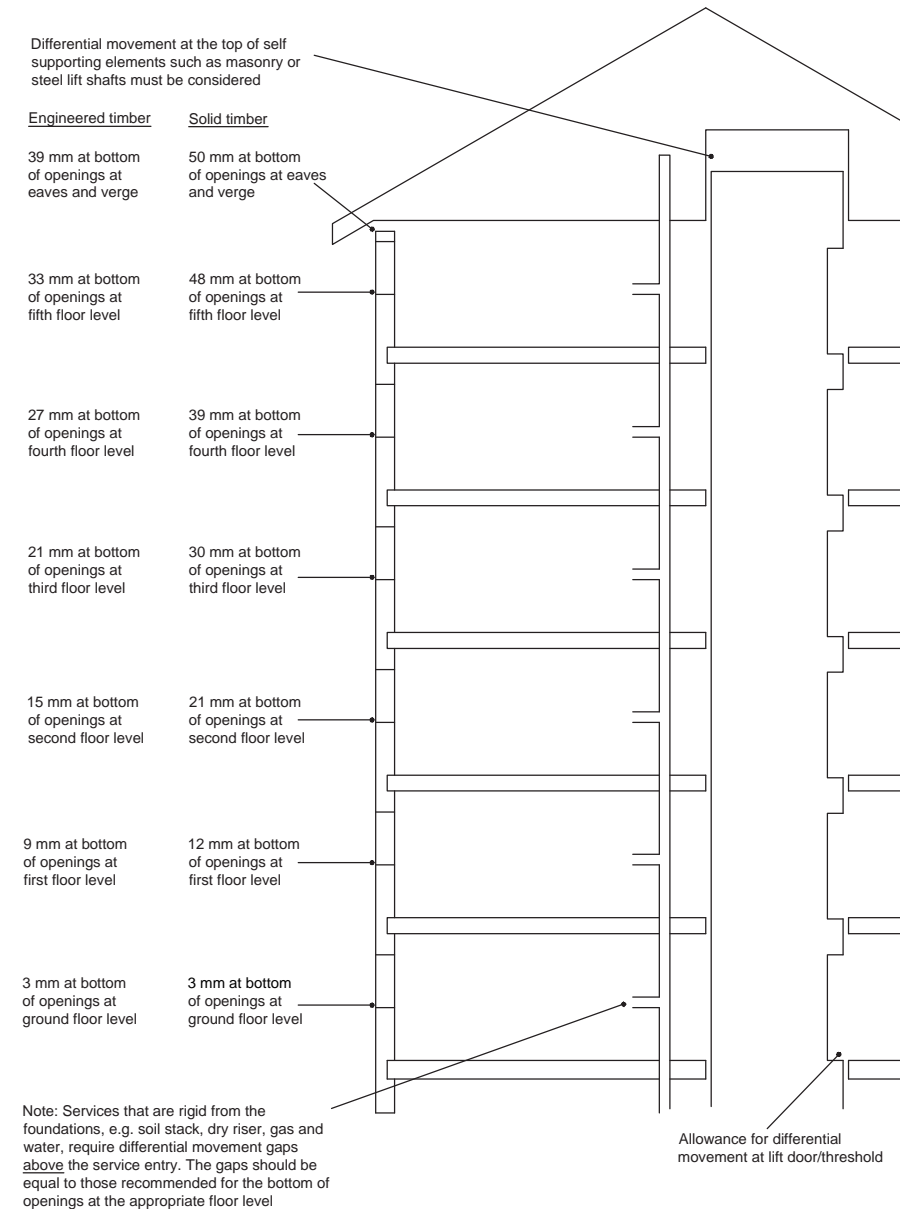 Differential movement at the top of self
supporting elements such as masonry or
steel lift shafts must be considered
Engineered timber
Solid timber
39 mm at bottom
of openings at
eaves and verge
50 mm at bottom
of openings at eaves
and verge
33 mm at bottom
of openings at
fifth floor level
48 mm at bottom
of openings at
fifth floor level
27 mm at bottom
of openings at
fourth floor level
39 mm at bottom
of openings at
fourth floor level
21 mm at bottom
of openings at
third floor level
30 mm at bottom
of openings at
third floor level
15 mm at bottom
of openings at
second floor level
21 mm at bottom
of openings at
second floor level
9 mm at bottom
of openings at
first floor level
12 mm at bottom
of openings at
first floor level
3 mm at bottom
of openings at
ground floor level
3 mm at bottom
of openings at
ground floor level
Note: Services that are rigid from the
foundations, e.g. soil stack, dry riser, gas and
water, require differential movement gaps
above the service entry. The gaps should be
equal to those recommended for the bottom of
openings at the appropriate floor level
Allowance for differential
movement at lift door/threshold